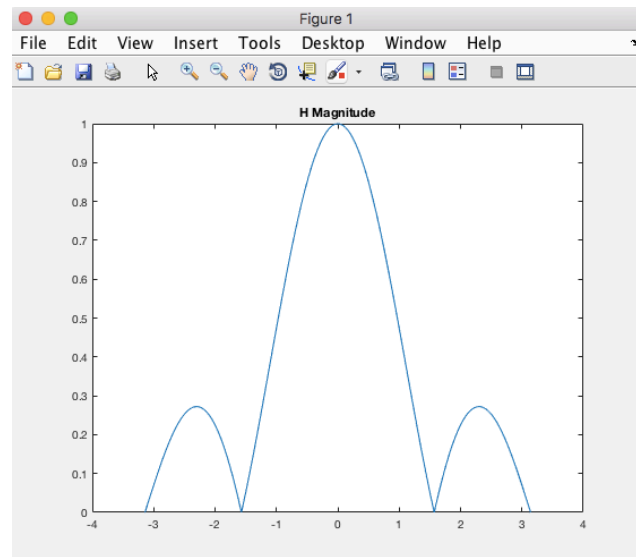 Figure 1
File Edit View Insert Tools Desktop Window Help
H Magnitude
1
0.9
0.8
0.7
0.6
0.5
0.4
0.3
0.2
0.1
0
-4 -3 -2 -1 0 1 2 3 4